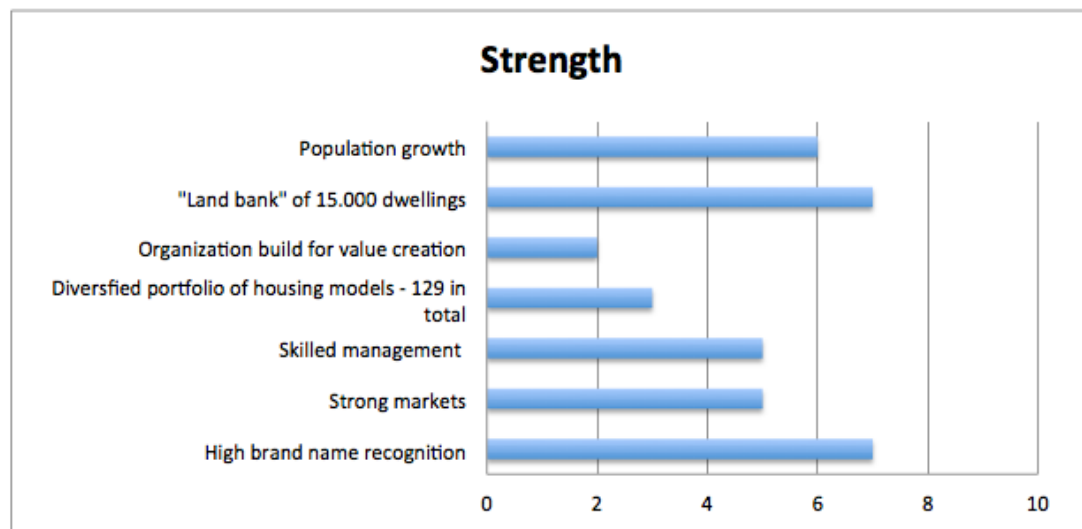 Strength
Population growth
"Land bank" of 15.000 dwellings
Organization build for value creation
Diversfied portfolio of housing models - 129 in
total
Skilled management
Strong markets
High brand name recognition
0 2 4 6 8 10